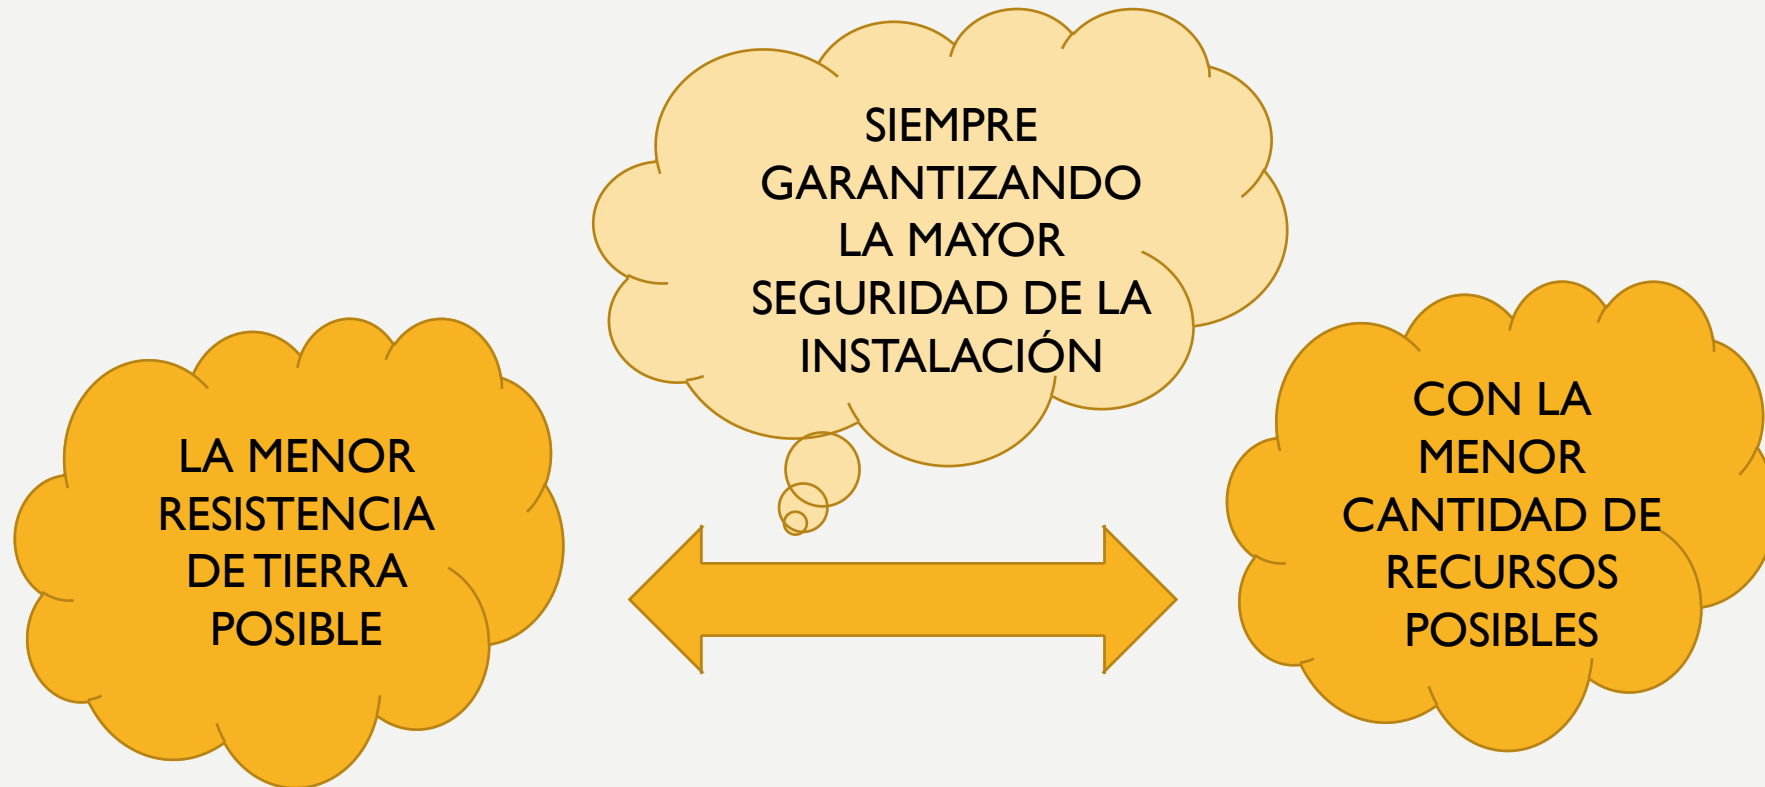 SIEMPRE
GARANTIZANDO
LA MAYOR
SEGURIDAD DE LA
INSTALACIÓN
LA MENOR
RESISTENCIA
DE TIERRA
POSIBLE
CON LA
MENOR
CANTIDAD DE
RECURSOS
POSIBLES